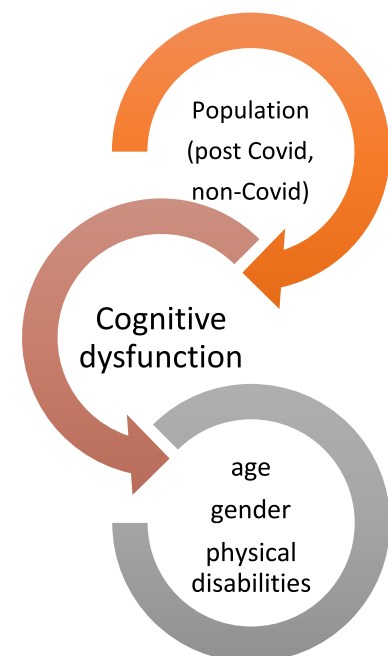 Population
(post Covid,
non-Covid)
Cognitive
dysfunction
age
gender
physical
disabilities